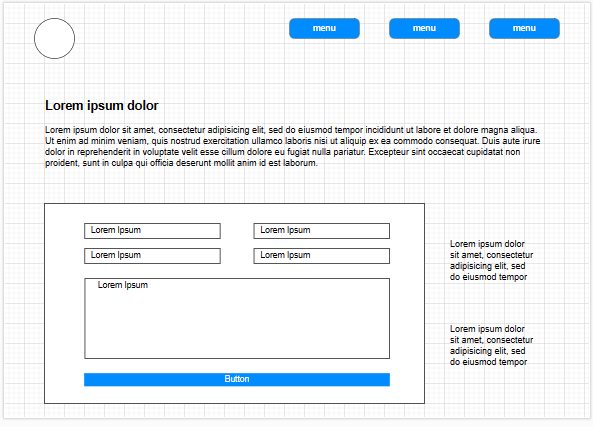 menu
menu
menu
Lorem ipsum dolor
Lorem ipsum dolor sit amet, consectetur adipisicing elit, sed do eiusmod tempor incididunt ut labore et dolore magna aliqua.
Ut enim ad minim veniam, quis nostrud exercitation ullamco laboris nisi ut aliquip ex ea commodo consequat. Duis aute irure
dolor in reprehenderit in voluptate velit esse cillum dolore eu fugiat nulla pariatur. Excepteur sint occaecat cupidatat non
proident, sunt in culpa qui officia deserunt mollit anim id est laborum.
Lorem Ipsum
Lorem Ipsum
Lorem Ipsum
Lorem Ipsum
Lorem Ipsum
Button
Lorem ipsum dolor
sit amet, consectetur
adipisicing elit, sed
do eiusmod tempor
Lorem ipsum dolor
sit amet, consectetur
adipisicing elit, sed
do eiusmod tempor